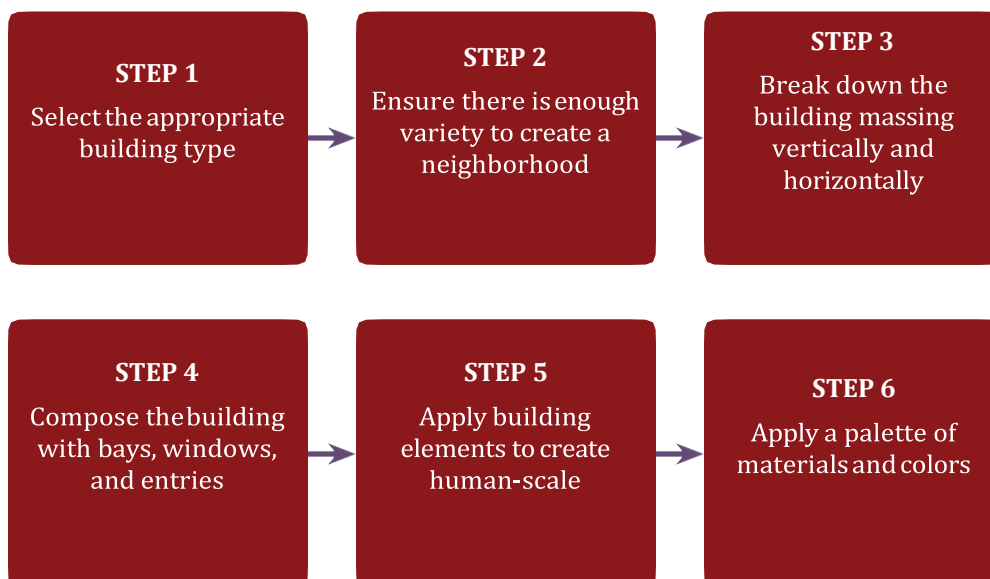 STEP 1
Select the appropriate
building type
STEP 2
Ensure there is enough
variety to create a
neighborhood
STEP 3
Break down the
building massing
vertically and
horizontally
STEP 4
Compose the building
with bays, windows,
and entries
STEP 5
Apply building
elements to create
human-scale
STEP 6
Apply a palette of
materials and colors